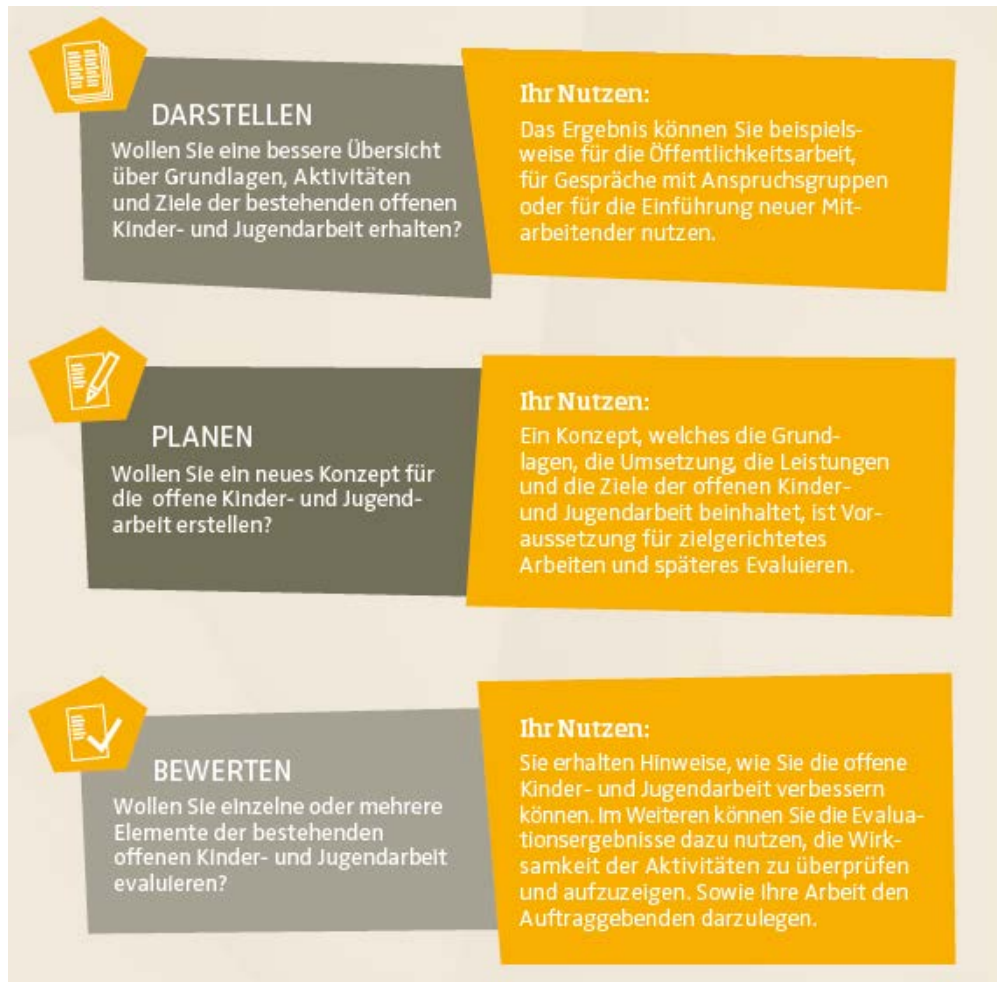 DARSTELLEN
Wollen Sie eine bessere Übersicht
über Grundlagen, Aktivitäten
und Ziele der bestehenden offenen
Kinder- und Jugendarbeit erhalten?
Ihr Nutzen:
Das Ergebnis können Sie beispiels-
weise für die Öffentlichkeitsarbeit,
für Gespräche mit Anspruchsgruppen
oder für die Einführung neuer Mit-
arbeitender nutzen.
PLANEN
Wollen Sie ein neues Konzept für
die offene Kinder- und Jugend-
arbeit erstellen?
Ihr Nutzen:
Ein Konzept, welches die Grund-
lagen, die Umsetzung, die Leistungen
und die Ziele der offenen Kinder-
und Jugendarbeit beinhaltet, ist Vor-
aussetzung für zielgerichtetes
Arbeiten und späteres Evaluieren.
BEWERTEN
Wollen Sie einzelne oder mehrere
Elemente der bestehenden
offenen Kinder- und Jugendarbeit
evaluieren?
Ihr Nutzen:
Sie erhalten Hinweise, wie Sie die offene
Kinder- und Jugendarbeit verbessern
können. Im Weiteren können Sie die Evalua-
tionsergebnisse dazu nutzen, die Wirk-
samkeit der Aktivitäten zu überprüfen
und aufzuzeigen. Sowie Ihre Arbeit den
Auftraggebenden darzulegen.